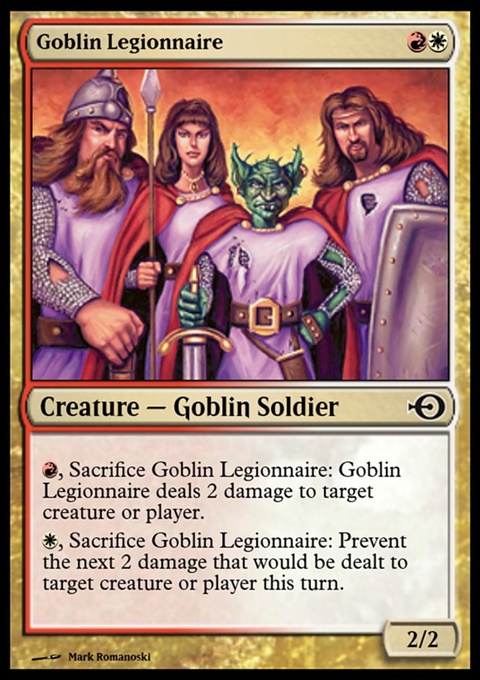 Goblin Legionnaire
G
Creature — Goblin Soldier
, Sacrifice Goblin Legionnaire: Goblin
Legionnaire deals 2 damage to target
creature or player.
, Sacrifice Goblin Legionnaire: Prevent
the next 2 damage that would be dealt to
target creature or player this turn.
2/2
Mark Romanoski